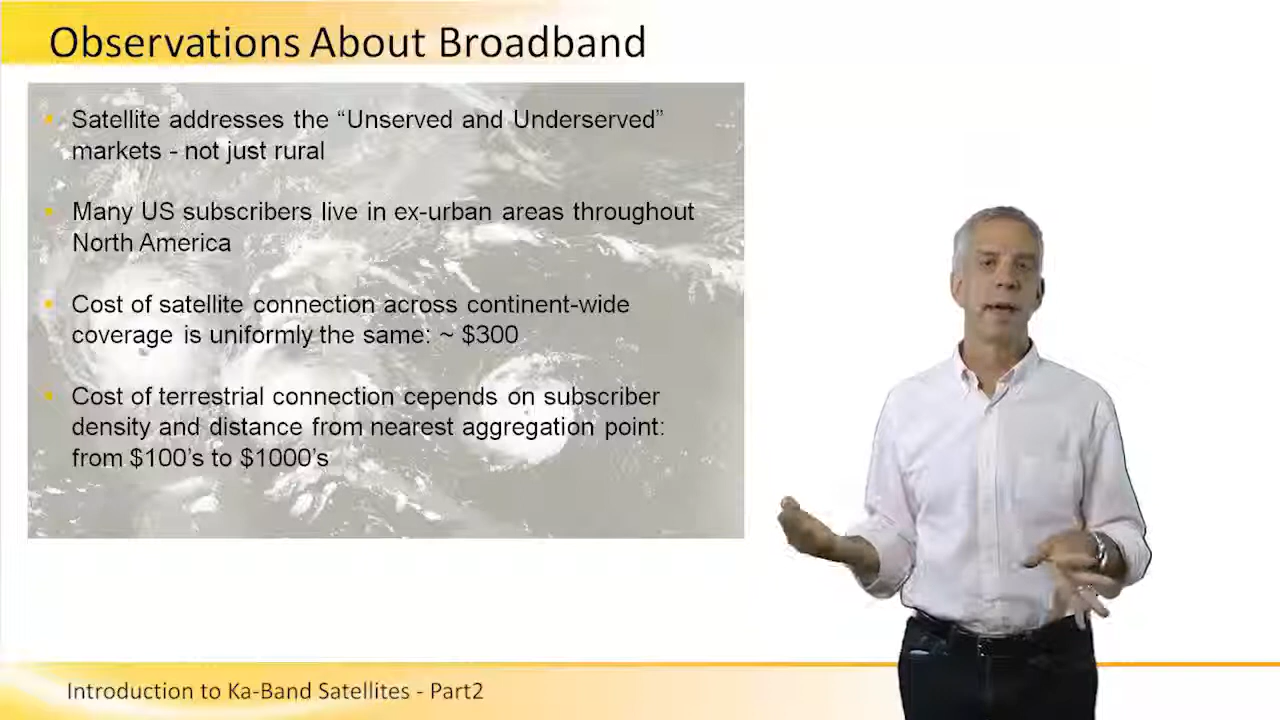 Observations About Broadband
Satellite addresses the “Unserved and Underserved”
markets - not just rural
Many US subscribers live in ex-urban areas throughout
North America
Cost of satellite connection across continent-wide
coverage is uniformly the same: ~ $300
Cost of terrestrial connection cepends on subscriber
density and distance from nearest aggregation point:
from $100’s to $1000’s
Introduction to Ka-Band Satellites - Part2